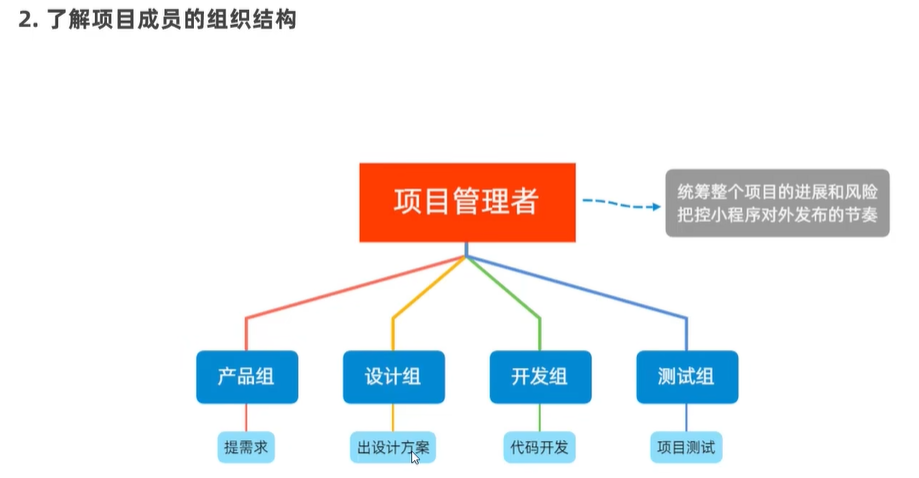 2. 了解项目成员的组织结构
项目管理者
统筹整个项目的进展和风险
把控小程序对外发布的节奏
产品组
设计组
开发组
测试组
提需求
出设计方案
代码开发
项目测试